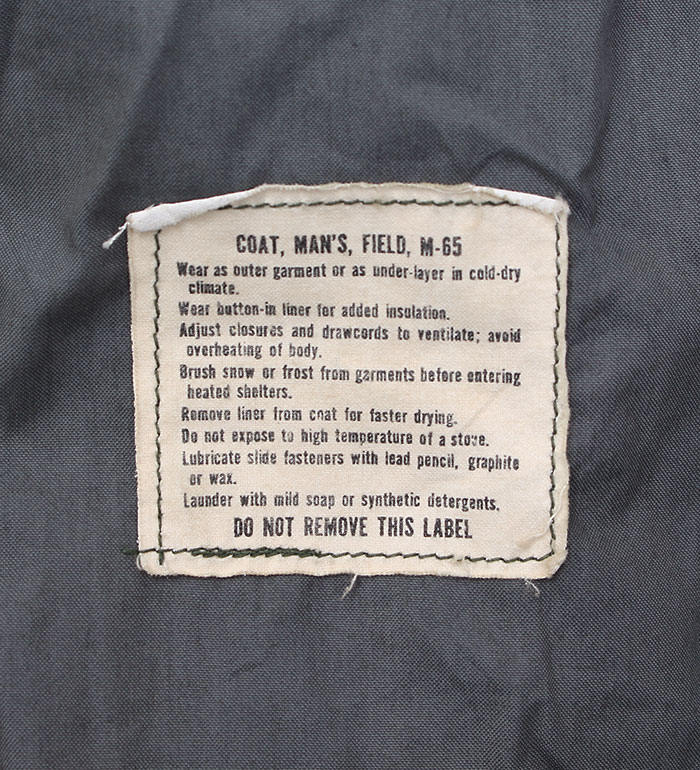 COAT, MAN'S, FIELD, M-65
Wear as outer garment or as under-layer in cold-dry
climate.
Wear button-in liner for added insulation.
Adjust closures and drawcords to ventilate; avoid
overheating of body.
Brush snow or frost from garments before entering
heated shelters.
Remove liner from coat for faster drying.
Do not expose to high temperature of a stove.
Lubricate slide fasteners with lead pencil, graphite
or wax.
Launder with mild soap or synthetic detergents.
DO NOT REMOVE THIS LABEL